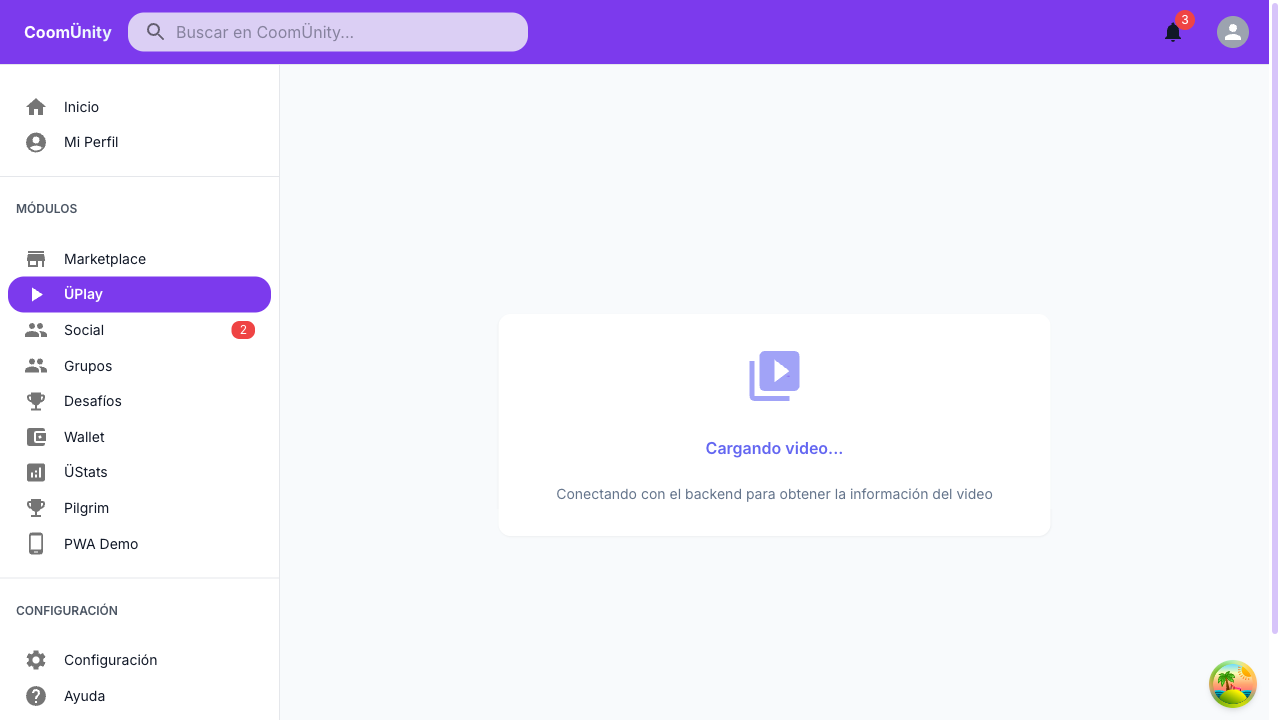 CoomÜnity
Buscar en CoomÜnity...
3
Inicio
Mi Perfil
MÓDULOS
Marketplace
ÜPlay
Social
2
Grupos
Desafíos
Wallet
ÜStats
Pilgrim
PWA Demo
CONFIGURACIÓN
Configuración
Ayuda
Cargando video...
Conectando con el backend para obtener la información del video